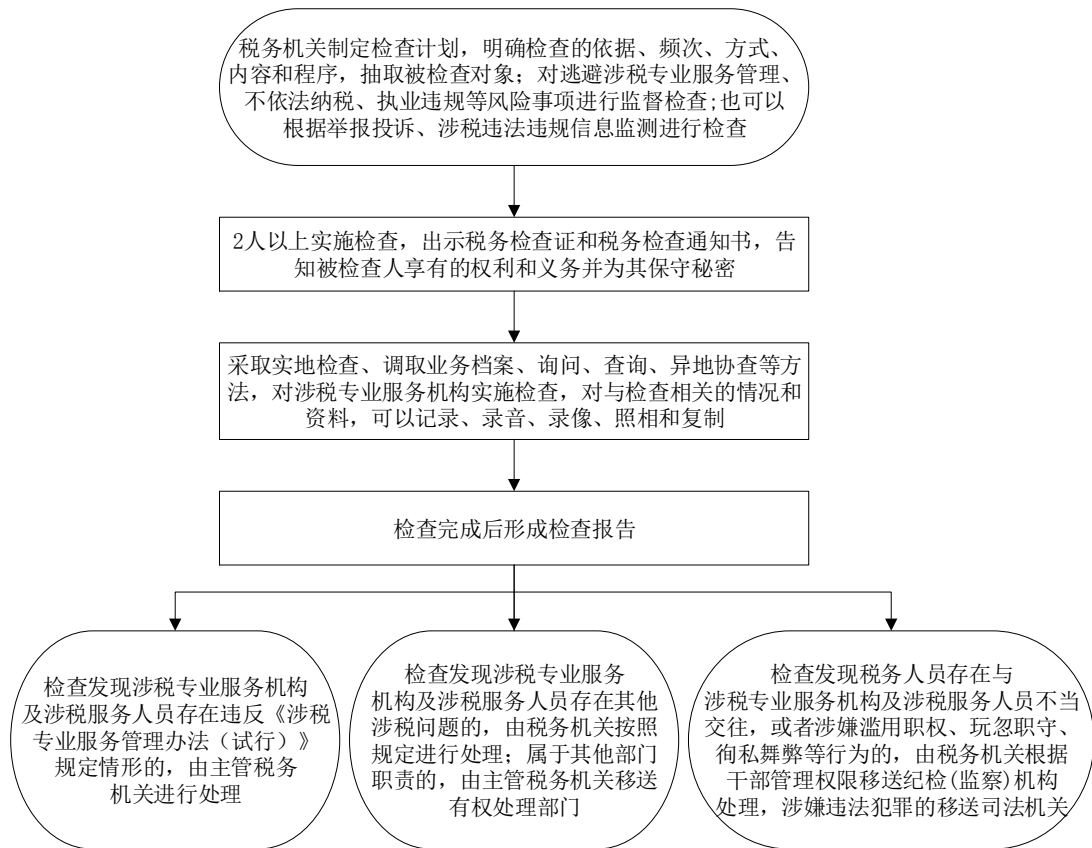 税务机关制定检查计划，明确检查的依据、频次、方式、
内容和程序，抽取被检查对象；对逃避涉税专业服务管理、
不依法纳税、执业违规等风险事项进行监督检查;也可以
根据举报投诉、涉税违法违规信息监测进行检查
2人以上实施检查，出示税务检查证和税务检查通知书，告
知被检查人享有的权利和义务并为其保守秘密
采取实地检查、调取业务档案、询问、查询、异地协查等方
法，对涉税专业服务机构实施检查，对与检查相关的情况和
资料，可以记录、录音、录像、照相和复制
检查完成后形成检查报告
检查发现涉税专业服务机构
及涉税服务人员存在违反《涉税
专业服务管理办法（试行）》
规定情形的，由主管税务
机关进行处理
检查发现涉税专业服务
机构及涉税服务人员存在其他
涉税问题的，由税务机关按照
规定进行处理；属于其他部门
职责的，由主管税务机关移送
有权处理部门
检查发现税务人员存在与
涉税专业服务机构及涉税服务人员不当
交往，或者涉嫌滥用职权、玩忽职守、
徇私舞弊等行为的，由税务机关根据
干部管理权限移送纪检(监察)机构
处理，涉嫌违法犯罪的移送司法机关